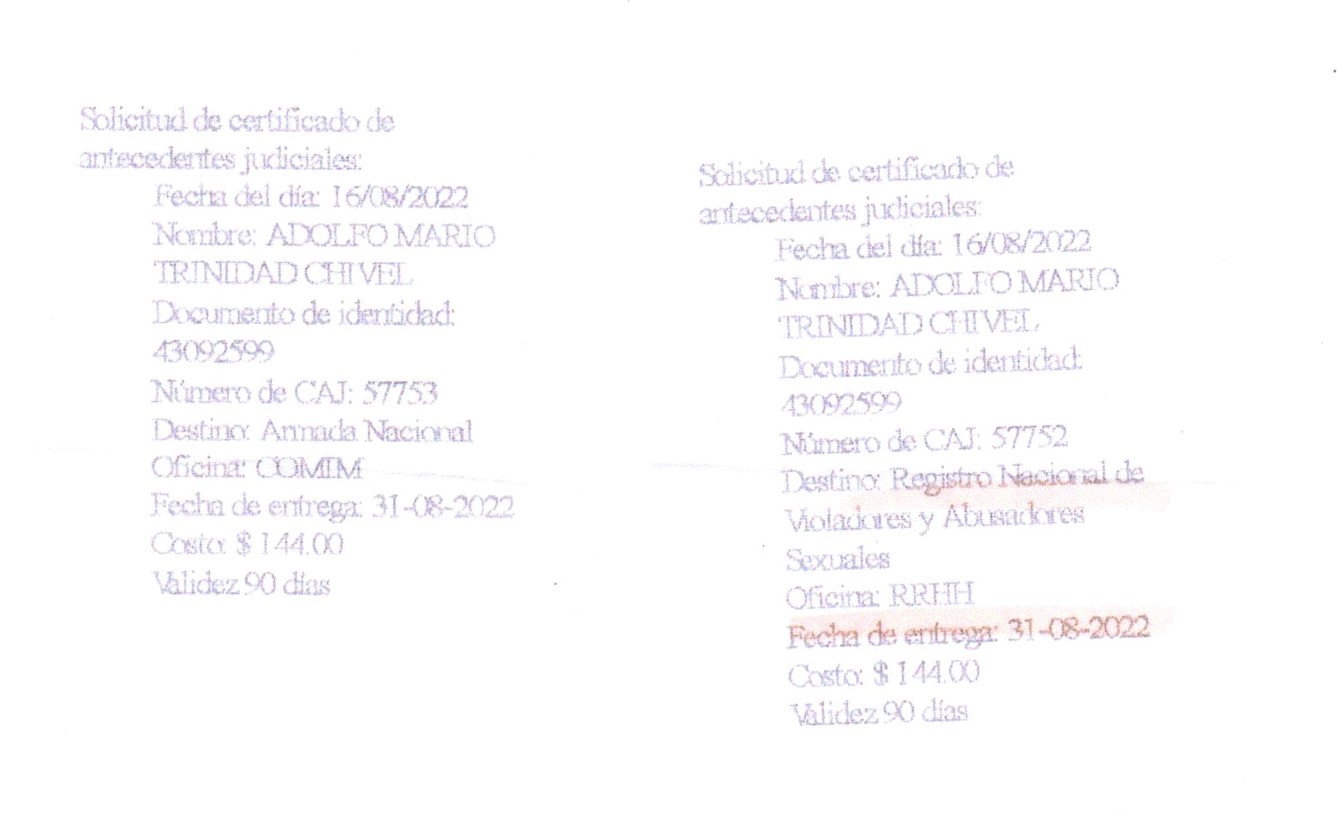 Solicitud de certificado de
antecedentes judiciales:
Fecha del día: 16/08/2022
Nombre: ADOLFO MARIO
TRINIDAD CHIVEL
Documento de identidad:
43092599
Número de CAJ: 57753
Destino: Armada Nacional
Oficina: COMIM
Fecha de entrega: 31-08-2022
Costo: $ 144.00
Validez 90 días
Solicitud de certificado de
antecedentes judiciales:
Fecha del día: 16/08/2022
Nombre: ADOLFO MARIO
TRINIDAD CHIVEL
Documento de identidad:
43092599
Número de CAJ: 57752
Destino: Registro Nacional de
Violadores y Abusadores
Sexuales
Oficina: RRHH
Fecha de entrega: 31-08-2022
Costo: $ 144.00
Validez 90 días